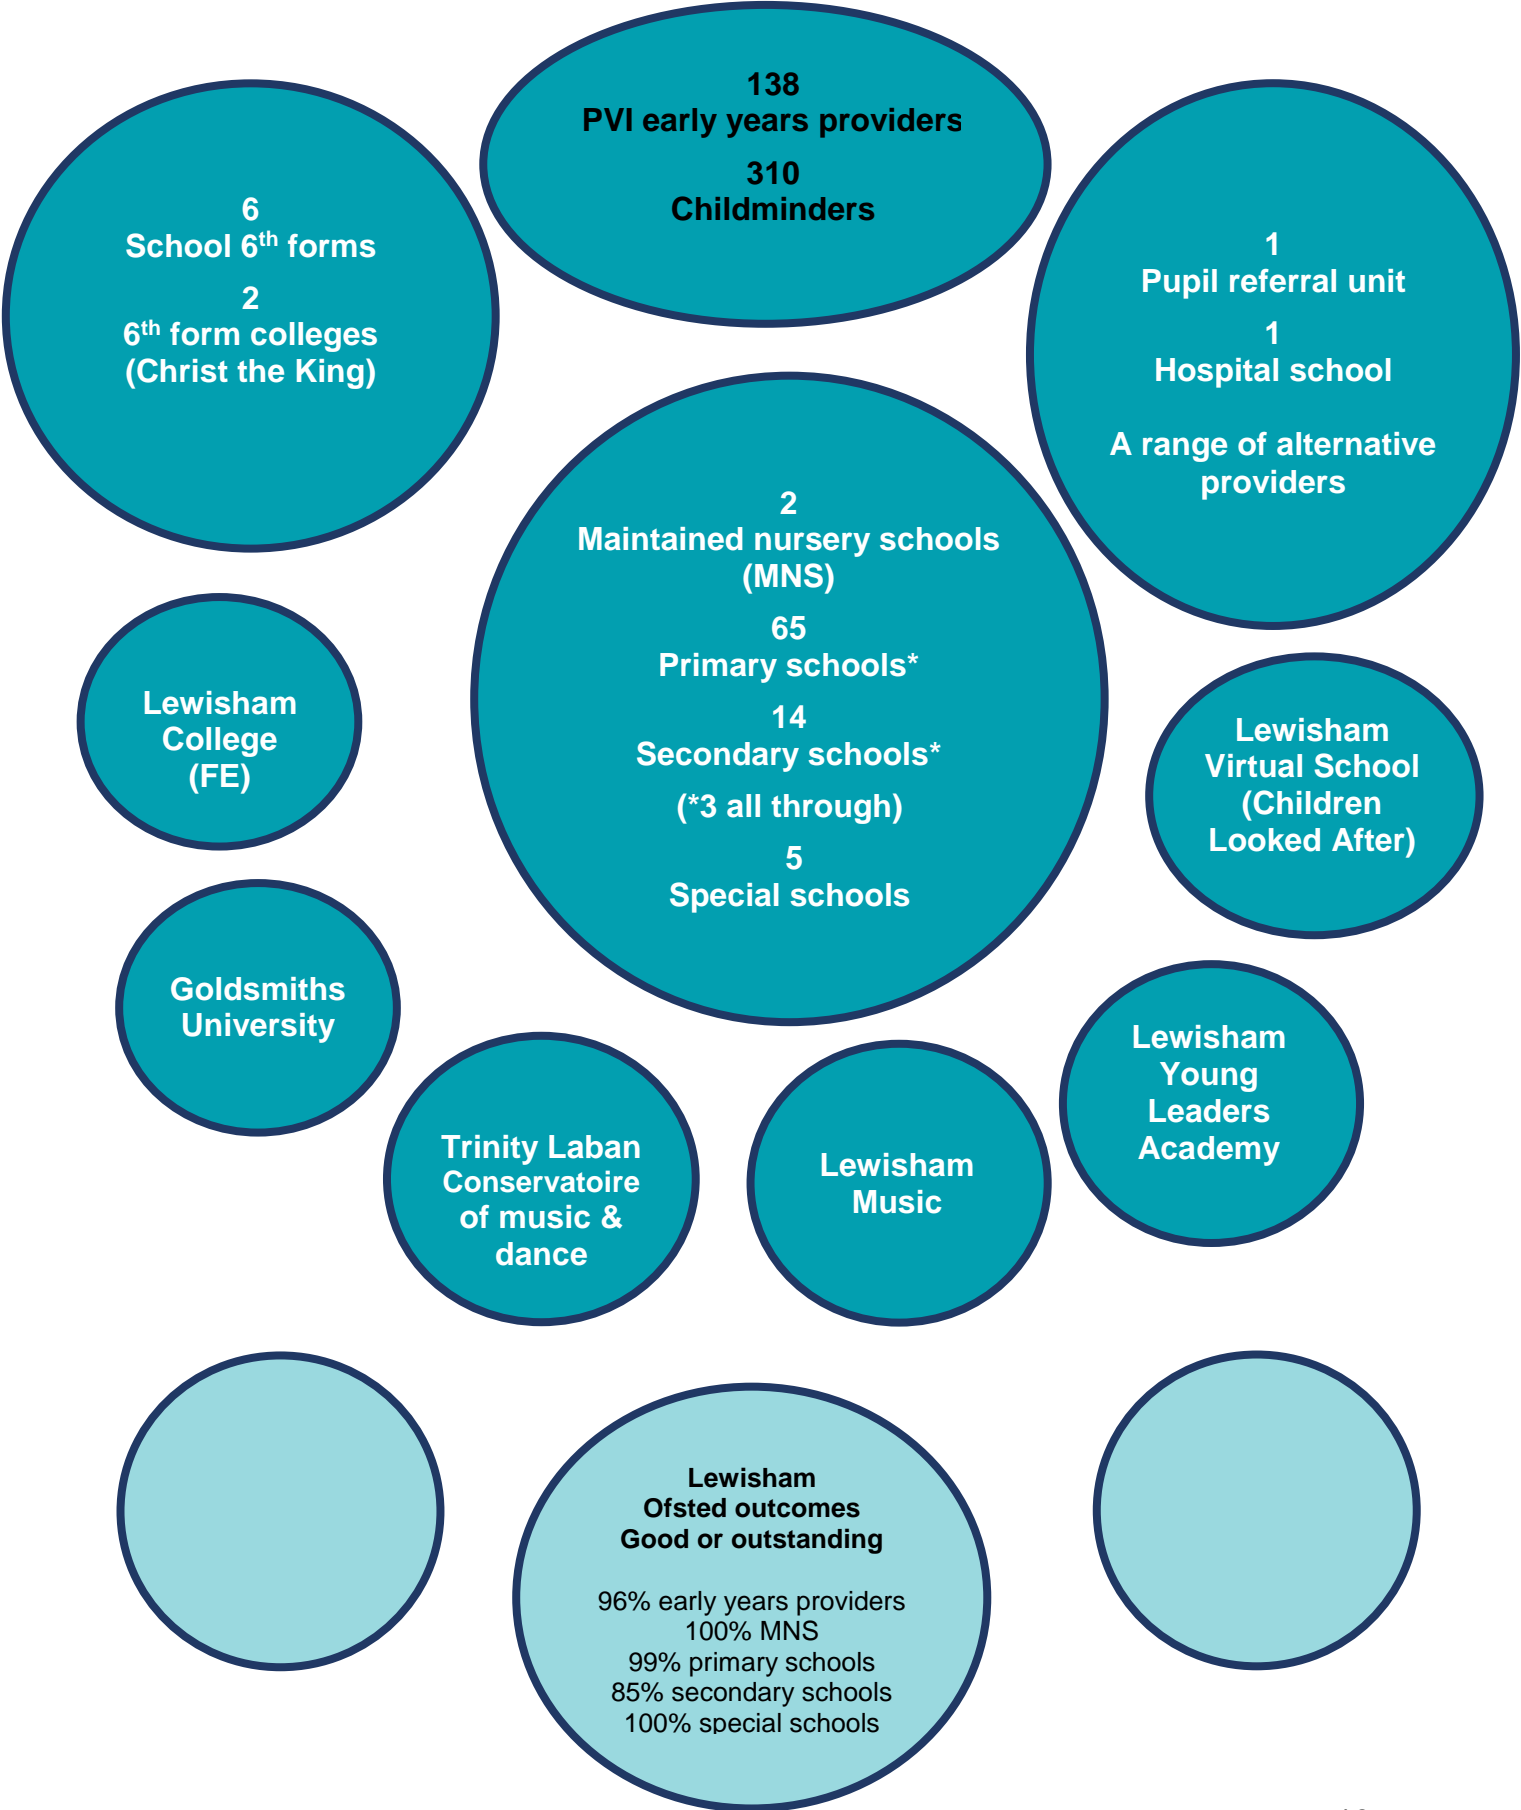 138
PVI early years providers
310
Childminders
6
School 6th forms
2
6th form colleges
(Christ the King)
1
Pupil referral unit
1
Hospital school
A range of alternative
providers
2
Maintained nursery schools
(MNS)
65
Primary schools*
14
Secondary schools*
(*3 all through)
5
Special schools
Lewisham
College
(FE)
Lewisham
Virtual School
(Children
Looked After)
Goldsmiths
University
Lewisham
Young
Leaders
Academy
Trinity Laban
Conservatoire
of music &
dance
Lewisham
Music
Lewisham
Ofsted outcomes
Good or outstanding
96% early years providers
100% MNS
99% primary schools
85% secondary schools
100% special schools